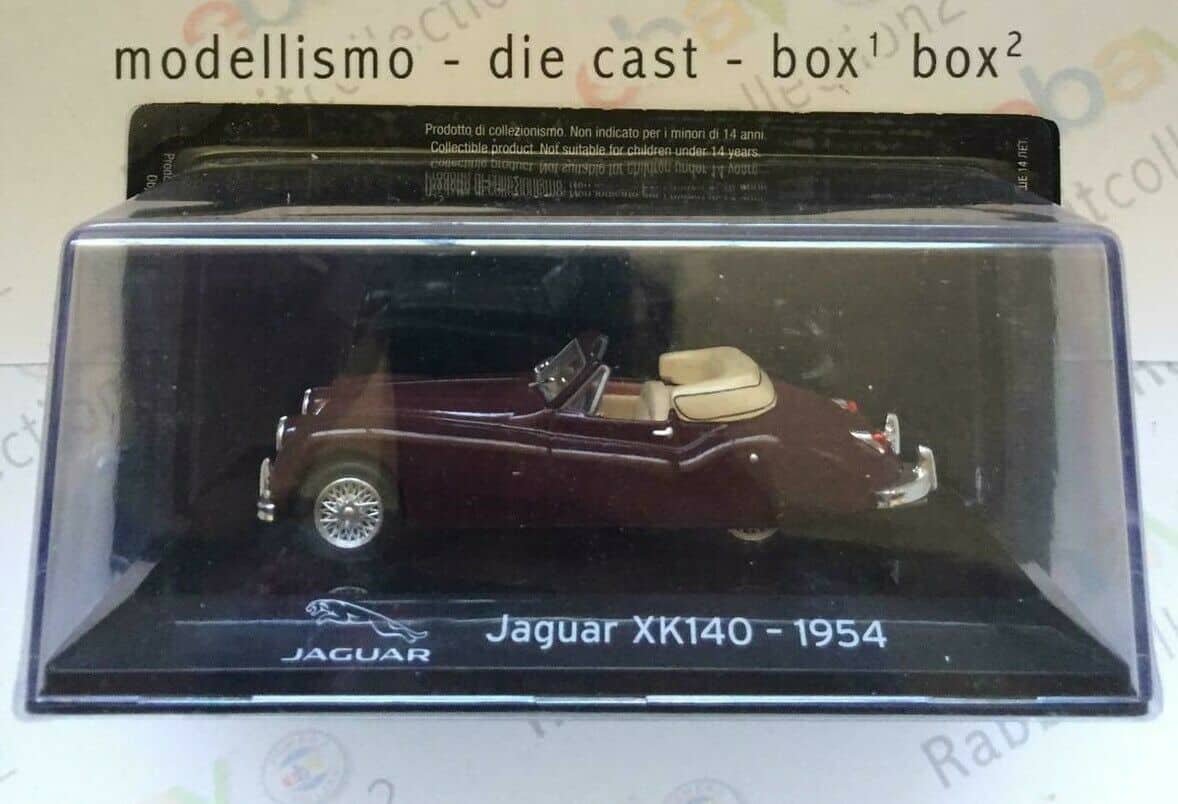 modellismo - die cast - box¹ box²
Prodotto di collezionismo. Non indicato per i minori di 14 anni.
Collectible product. Not suitable for children under 14 years.
JAGUAR
Jaguar XK140 - 1954